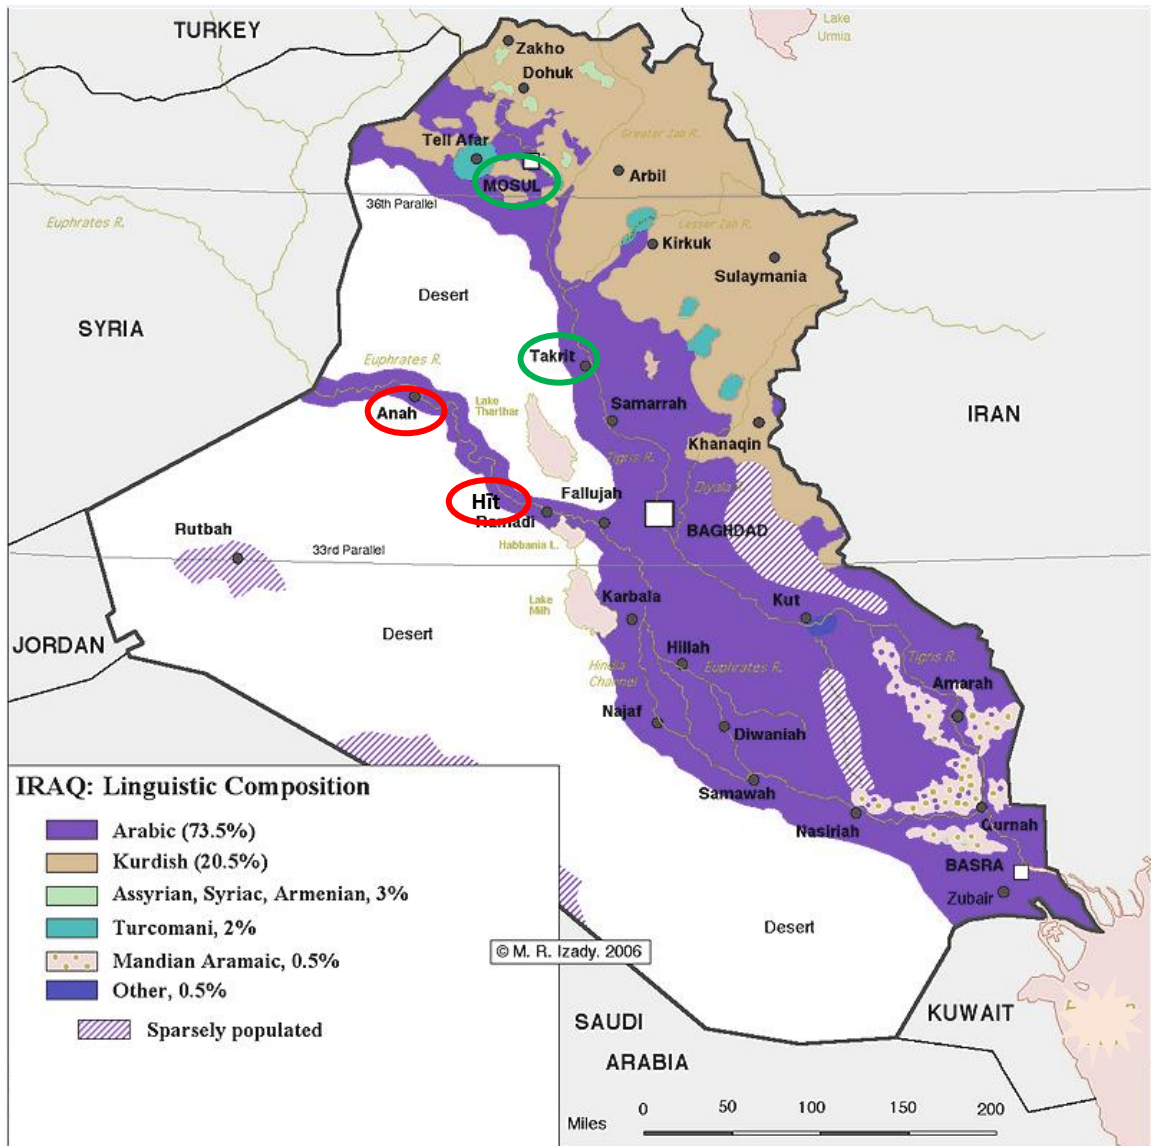 TURKEY
Lake
Urmia
Zakho
Dohuk
Greater Zab R.
Tell Afar
Arbil
MOSUL
36th Parallel
Euphrates R.
Lesser Zab R.
Kirkuk
Sulaymania
Desert
SYRIA
Takrit
Euphrates R.
Lake
Tharthar
Anah
Samarrah
IRAN
Khanaqin
Tigris R.
Diyala
Hīt
Fallujah
Ramadi
BAGHDAD
Rutbah
Habbania L.
33rd Parallel
Karbala
Kut
Lake
Milh
Desert
JORDAN
Hillah
Hindia
Channel
Euphrates R.
Tigris R.
Amarah
Najaf
Diwaniah
IRAQ: Linguistic Composition
Samawah
Arabic (73.5%)
Nasiriah
Qurnah
Kurdish (20.5%)
BASRA
Assyrian, Syriac, Armenian, 3%
Zubair
Turcomani, 2%
Desert
© M. R. Izady. 2006
Mandian Aramaic, 0.5%
Other, 0.5%
Sparsely populated
KUWAIT
SAUDI
ARABIA
Miles 0 50 100 150 200